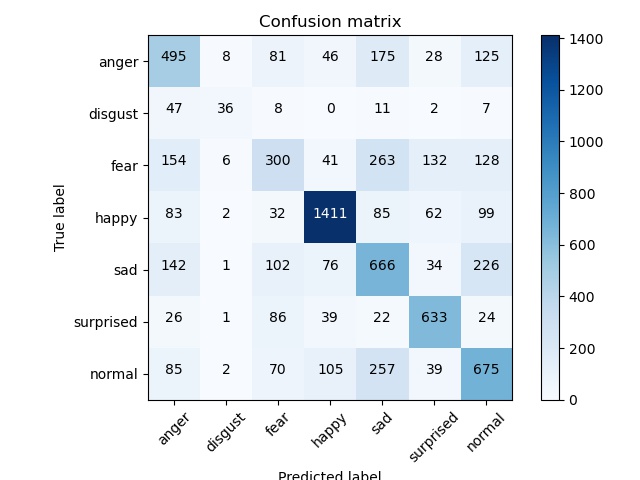 Confusion matrix
anger 495 8 81 46 175 28 125
disgust 47 36 8 0 11 2 7
fear 154 6 300 41 263 132 128
happy 83 2 32 1411 85 62 99
sad 142 1 102 76 666 34 226
surprised 26 1 86 39 22 633 24
normal 85 2 70 105 257 39 675
anger disgust fear happy sad surprised normal
True label
Predicted label
1400
1200
1000
800
600
400
200
0